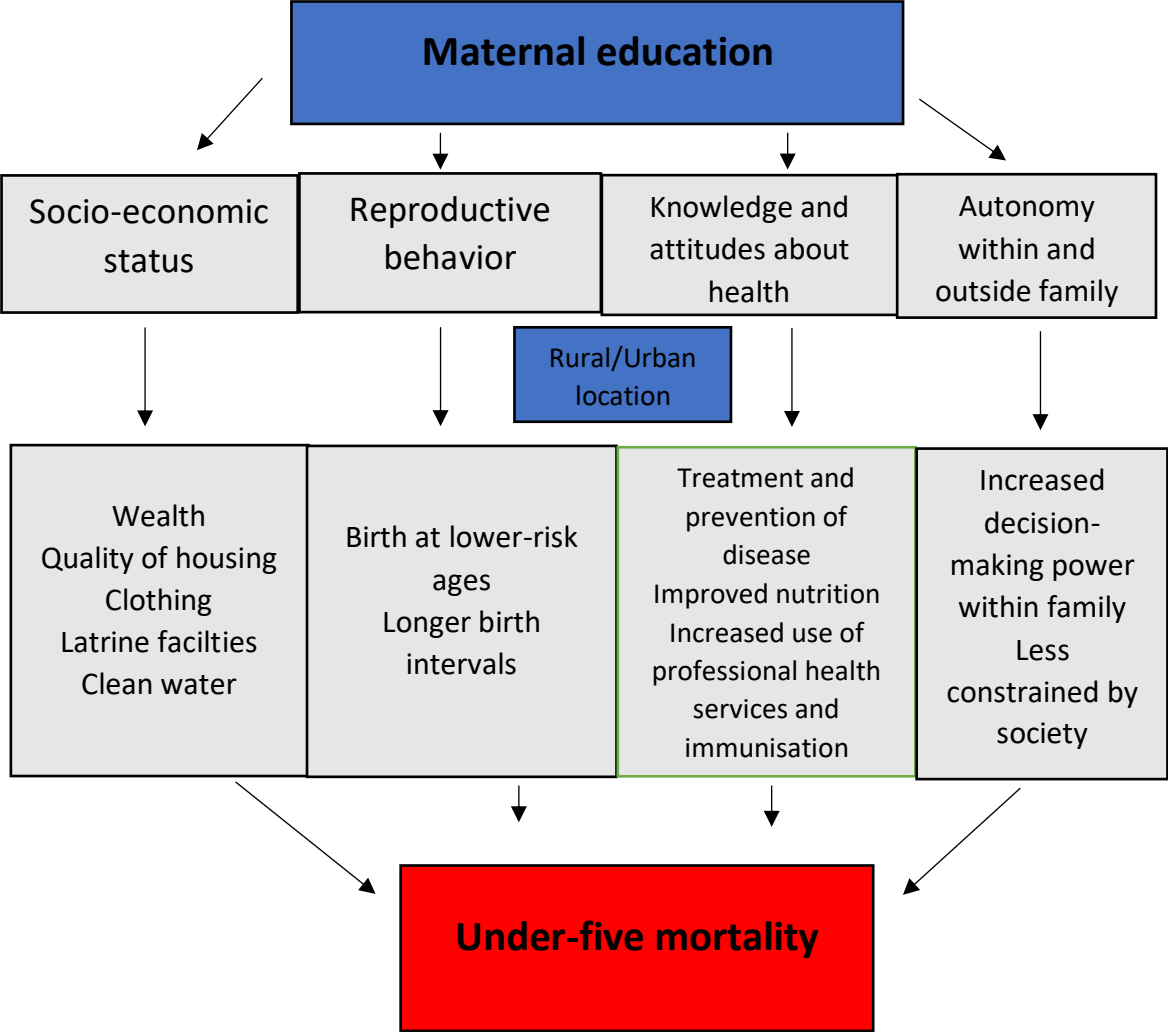 Maternal education
Socio-economic
status
Reproductive
behavior
Knowledge and
attitudes about
health
Autonomy
within and
outside family
Rural/Urban
location
Wealth
Quality of housing
Clothing
Latrine facilties
Clean water
Birth at lower-risk
ages
Longer birth
intervals
Treatment and
prevention of
disease
Improved nutrition
Increased use of
professional health
services and
immunisation
Increased
decision-
making power
within family
Less
constrained by
society
Under-five mortality